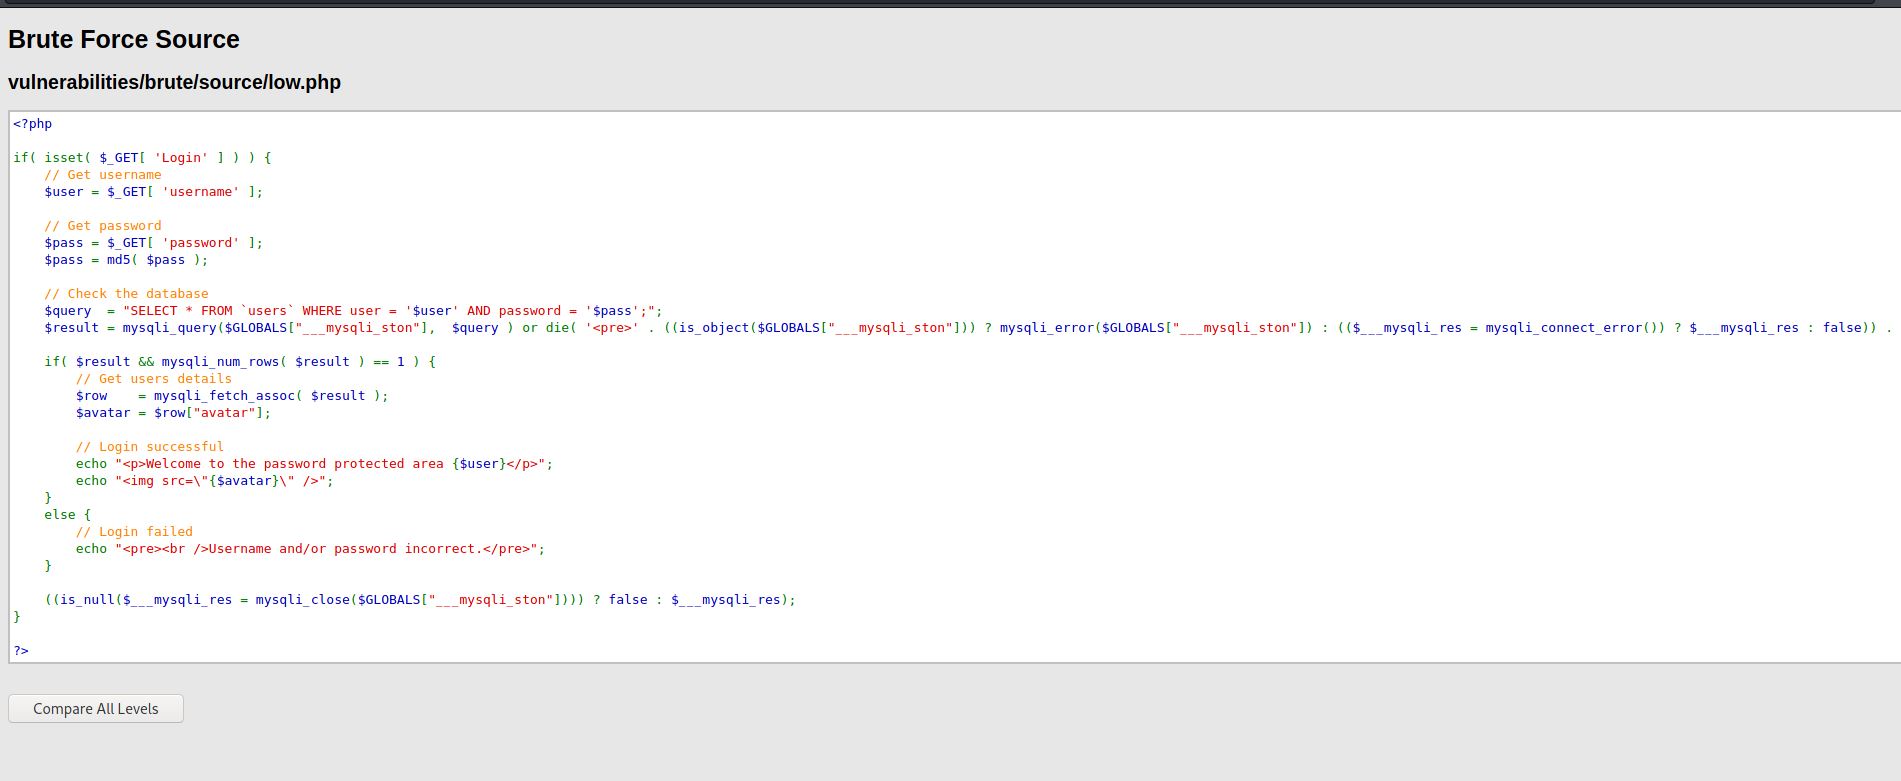 Brute Force Source
vulnerabilities/brute/source/low.php
<?php
if( isset( $_GET[ 'Login' ] ) ) {
    // Get username
    $user = $_GET[ 'username' ];
    // Get password
    $pass = $_GET[ 'password' ];
    $pass = md5( $pass );
    // Check the database
    $query  = "SELECT * FROM `users` WHERE user = '$user' AND password = '$pass';";
    $result = mysqli_query($GLOBALS["___mysqli_ston"],  $query ) or die( '<pre>' . ((is_object($GLOBALS["___mysqli_ston"])) ? mysqli_error($GLOBALS["___mysqli_ston"]) : (($___mysqli_res = mysqli_connect_error()) ? $___mysqli_res : false)) .
    if( $result && mysqli_num_rows( $result ) == 1 ) {
        // Get users details
        $row    = mysqli_fetch_assoc( $result );
        $avatar = $row["avatar"];
        // Login successful
        echo "<p>Welcome to the password protected area {$user}</p>";
        echo "<img src=\"{$avatar}\" />";
    }
    else {
        // Login failed
        echo "<pre><br />Username and/or password incorrect.</pre>";
    }
    ((is_null($___mysqli_res = mysqli_close($GLOBALS["___mysqli_ston"]))) ? false : $___mysqli_res);
}
?>
Compare All Levels